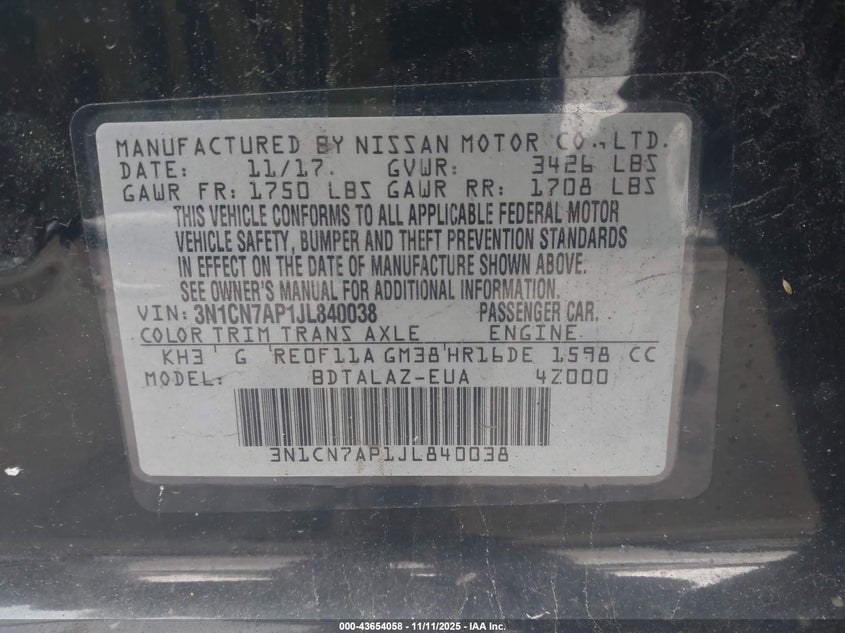 MANUFACTURED BY NISSAN MOTOR CO., LTD.
DATE: 11/17. GVWR: 3426 LBS
GAWR FR: 1750 LBS GAWR RR: 1708 LBS
THIS VEHICLE CONFORMS TO ALL APPLICABLE FEDERAL MOTOR
VEHICLE SAFETY, BUMPER AND THEFT PREVENTION STANDARDS
IN EFFECT ON THE DATE OF MANUFACTURE SHOWN ABOVE.
SEE OWNER'S MANUAL FOR ADDITIONAL INFORMATION.
VIN: 3N1CN7AP1JL840038 PASSENGER CAR.
COLOR TRIM TRANS AXLE ENGINE
KH3 G RE0F11A GM38 HR16DE 1598 CC
MODEL: BDTALAZ-EUA 4Z000
3N1CN7AP1JL840038
000-43654058 - 11/11/2025 - IAA Inc.